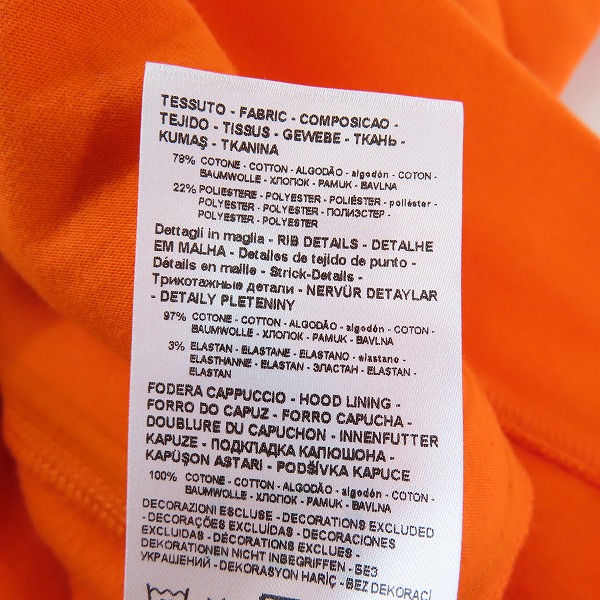 TESSUTO - FABRIC - COMPOSICAO -
TEJIDO - TISSUS - GEWEBE - ТКАНЬ -
KUMAŞ - TKANINA
78% COTONE - COTTON - ALGODÃO - algodón - COTON -
BAUMWOLLE - ХЛОПОК - PAMUK - BAVLNA
22% POLIESTERE - POLYESTER - POLIÉSTER - poliéster -
POLYESTER - POLYESTER - ПОЛИЭСТЕР -
POLYESTER - POLYESTER
Dettagli in maglia - RIB DETAILS - DETALHE
EM MALHA - Detalles de tejido de punto -
Détails en maille - Strick-Details -
Трикотажные детали - NERVÜR DETAYLAR
- DETAILY PLETENINY
97% COTONE - COTTON - ALGODÃO - algodón - COTON -
BAUMWOLLE - ХЛОПОК - PAMUK - BAVLNA
3% ELASTAN - ELASTANE - ELASTANO - elastano -
ELASTHANNE - ELASTAN - ЭЛАСТАН - ELASTAN -
ELASTAN
FODERA CAPPUCCIO - HOOD LINING -
FORRO DO CAPUZ - FORRO CAPUCHA -
DOUBLURE DU CAPUCHON - INNENFUTTER
KAPUZE - ПОДКЛАДКА КАПЮШОНА -
KAPÜŞON ASTARI - PODŠÍVKA KAPUCE
100% COTONE - COTTON - ALGODÃO - algodón - COTON -
BAUMWOLLE - ХЛОПОК - PAMUK - BAVLNA
DECORAZIONI ESCLUSE - DECORATIONS EXCLUDED
- DECORAÇÕES EXCLUÍDAS - DECORACIONES
EXCLUIDAS - DÉCORATIONS EXCLUES -
DEKORATIONEN NICHT INBEGRIFFEN - БЕЗ
УКРАШЕНИЙ - DEKORASYON HARİÇ - BEZ DEKORACÍ